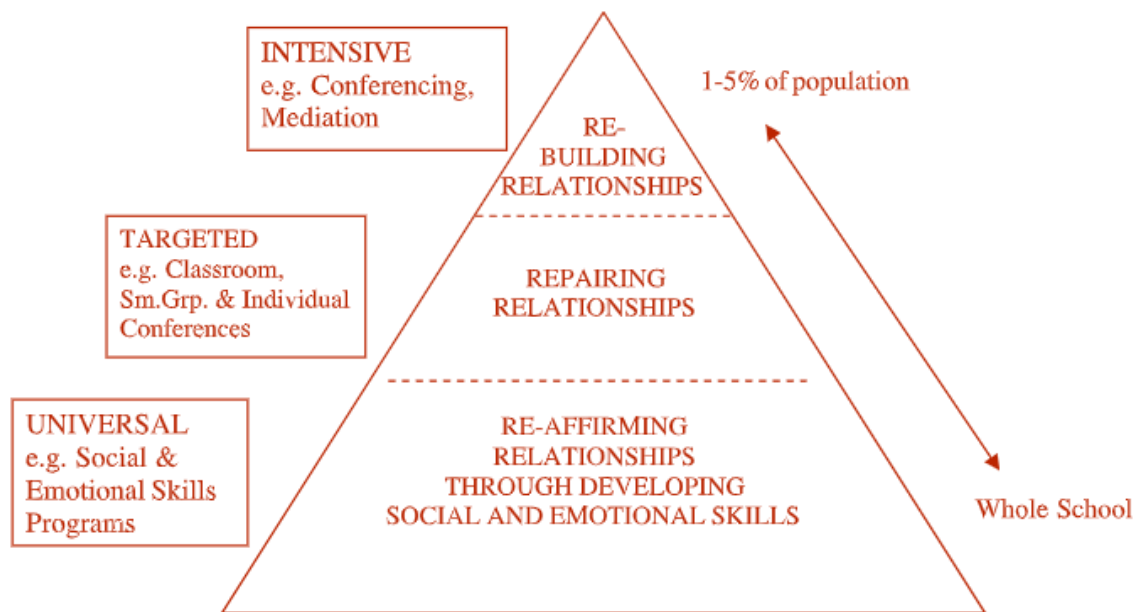 INTENSIVE
e.g. Conferencing,
Mediation
1-5% of population
RE-
BUILDING
RELATIONSHIPS
TARGETED
e.g. Classroom,
Sm.Grp. & Individual
Conferences
REPAIRING
RELATIONSHIPS
UNIVERSAL
e.g. Social &
Emotional Skills
Programs
RE-AFFIRMING
RELATIONSHIPS
THROUGH DEVELOPING
SOCIAL AND EMOTIONAL SKILLS
Whole School